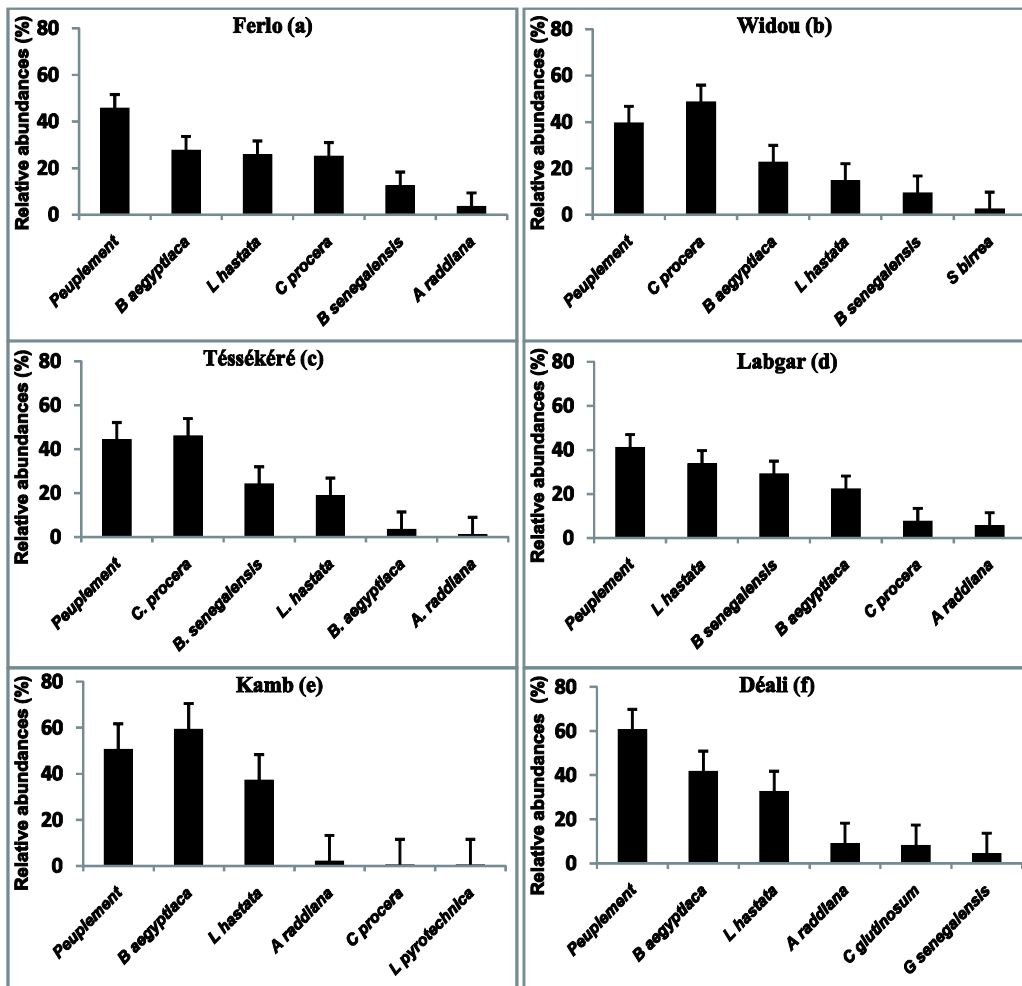 Ferlo (a)
Relative abundances (%)
80
60
40
20
0
Peuplement
B aegyptiaca
L hastata
C procera
B senegalensis
A raddiana
Widou (b)
Relative abundances (%)
80
60
40
20
0
Peuplement
C procera
B aegyptiaca
L hastata
B senegalensis
S birrea
Téssékéré (c)
Relative abundances (%)
80
60
40
20
0
Peuplement
C. procera
B. senegalensis
L. hastata
B. aegyptiaca
A. raddiana
Labgar (d)
Relative abundances (%)
80
60
40
20
0
Peuplement
L hastata
B senegalensis
B aegyptiaca
C procera
A raddiana
Kamb (e)
Relative abundances (%)
80
60
40
20
0
Peuplement
B aegyptiaca
L hastata
A raddiana
C procera
L pyrotechnica
Déali (f)
Relative abundances (%)
80
60
40
20
0
Peuplement
B aegyptiaca
L hastata
A raddiana
C glutinosum
G senegalensis